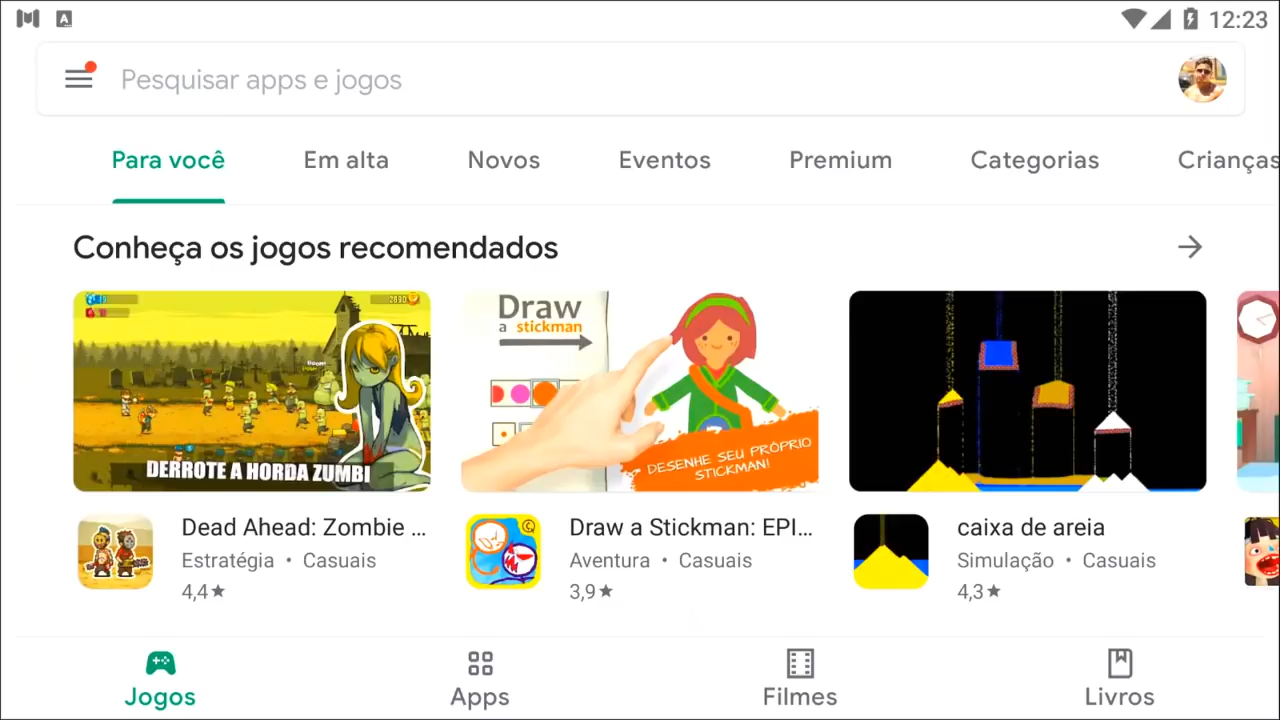 12:23
Pesquisar apps e jogos
Para você Em alta Novos Eventos Premium Categorias Crianças
Conheça os jogos recomendados
2890
DERROTE A HORDA ZUMBI
Draw
a stickman
DESENHE SEU PRÓPRIO
STICKMAN!
Dead Ahead: Zombie ...
Estratégia • Casuais
4,4★
Draw a Stickman: EPI...
Aventura • Casuais
3,9★
caixa de areia
Simulação • Casuais
4,3★
Jogos Apps Filmes Livros